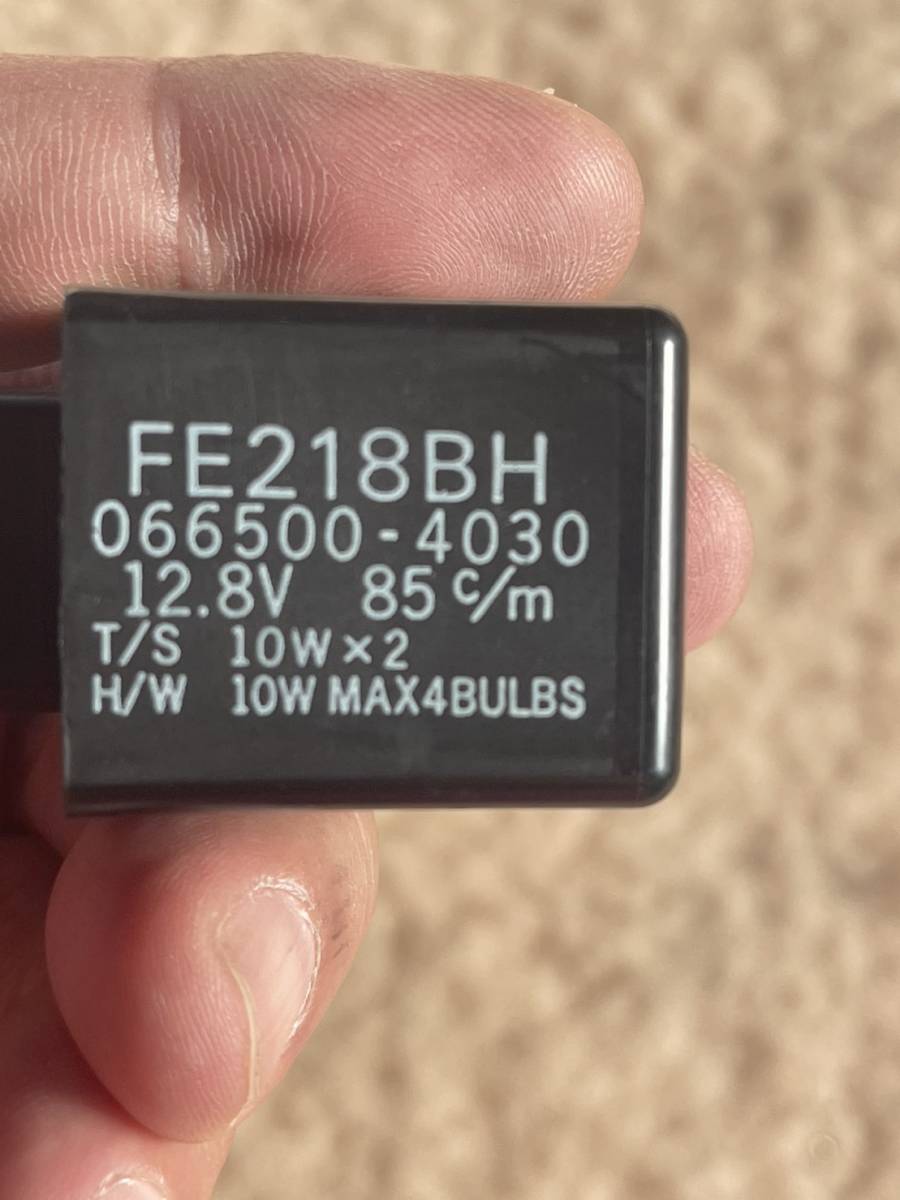 FE218BH
066500-4030
12.8V 85 c/m
T/S 10W×2
H/W 10W MAX4BULBS